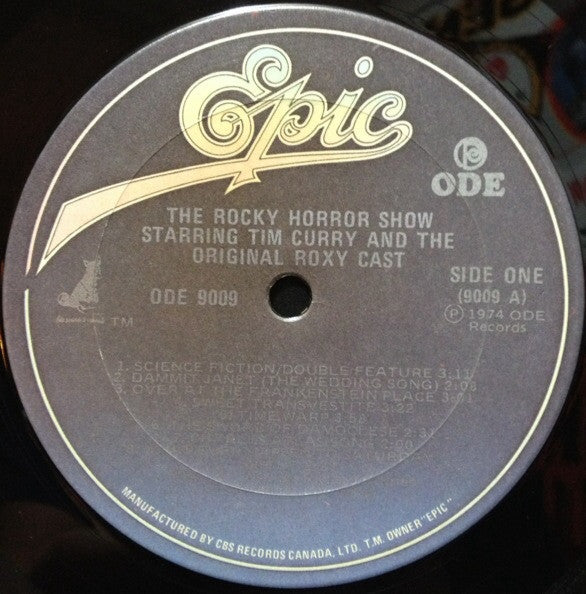 Epic
ODE
THE ROCKY HORROR SHOW
STARRING TIM CURRY AND THE
ORIGINAL ROXY CAST
ODE 9009
SIDE ONE
(9009 A)
Ⓟ 1974 ODE
Records
TM
1. SCIENCE FICTION/DOUBLE FEATURE 3:11
2. DAMMIT JANET (THE WEDDING SONG) 2:08
3. OVER AT THE FRANKENSTEIN PLACE 3:01
TIME WARP
MANUFACTURED BY CBS RECORDS CANADA, LTD. T.M. OWNER "EPIC"